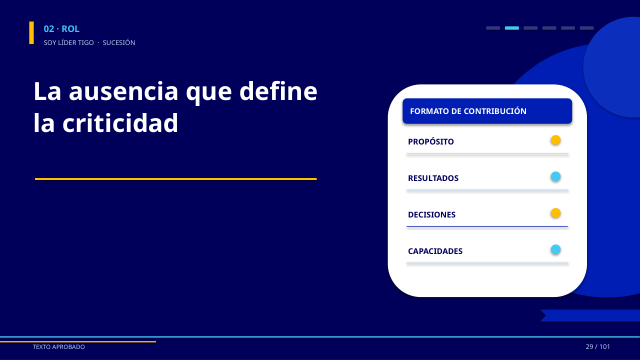 02 · ROL
SOY LÍDER TIGO · SUCESIÓN
La ausencia que define
la criticidad
FORMATO DE CONTRIBUCIÓN
PROPÓSITO
RESULTADOS
DECISIONES
CAPACIDADES
TEXTO APROBADO
29 / 101